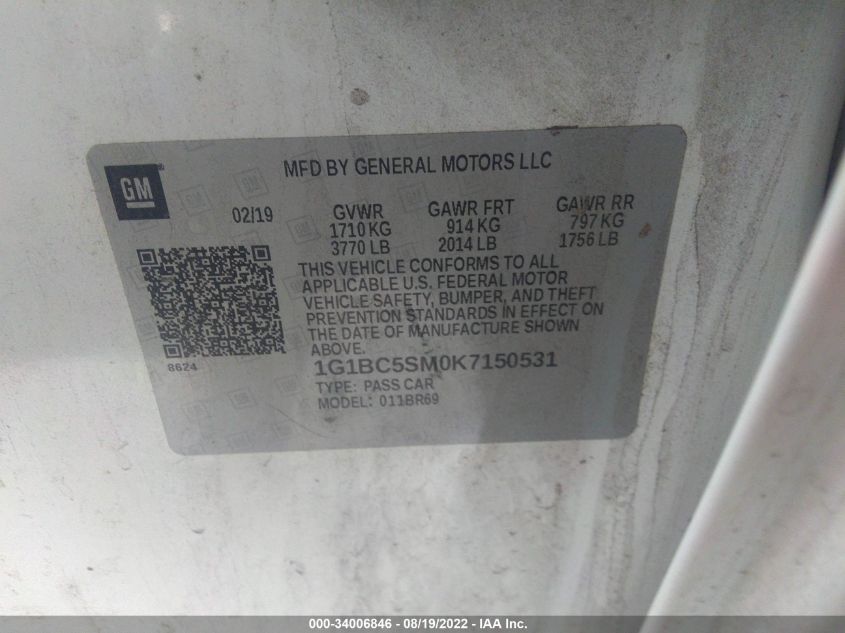 GM
MFD BY GENERAL MOTORS LLC
02/19
GVWR GAWR FRT GAWR RR
1710 KG 914 KG 797 KG
3770 LB 2014 LB 1756 LB
THIS VEHICLE CONFORMS TO ALL
APPLICABLE U.S. FEDERAL MOTOR
VEHICLE SAFETY, BUMPER, AND THEFT
PREVENTION STANDARDS IN EFFECT ON
THE DATE OF MANUFACTURE SHOWN
ABOVE.
8624
1G1BC5SM0K7150531
TYPE: PASS CAR
MODEL: 011BR69
000-34006846 - 08/19/2022 - IAA Inc.